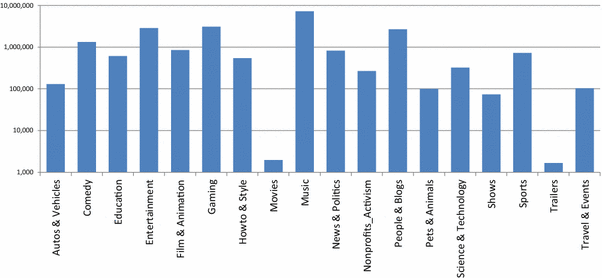 10,000,000
1,000,000
100,000
10,000
1,000
Autos & Vehicles
Comedy
Education
Entertainment
Film & Animation
Gaming
Howto & Style
Movies
Music
News & Politics
Nonprofits_Activism
People & Blogs
Pets & Animals
Science & Technology
Shows
Sports
Trailers
Travel & Events